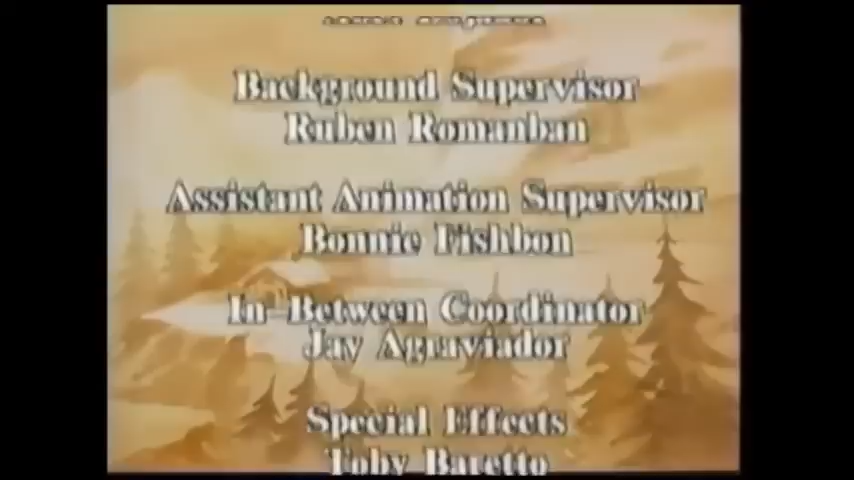 Background Supervisor
Ruben Romanban
Assistant Animation Supervisor
Bonnie Fishbon
In-Between Coordinator
Jay Agraviador
Special Effects
Toby Baretto